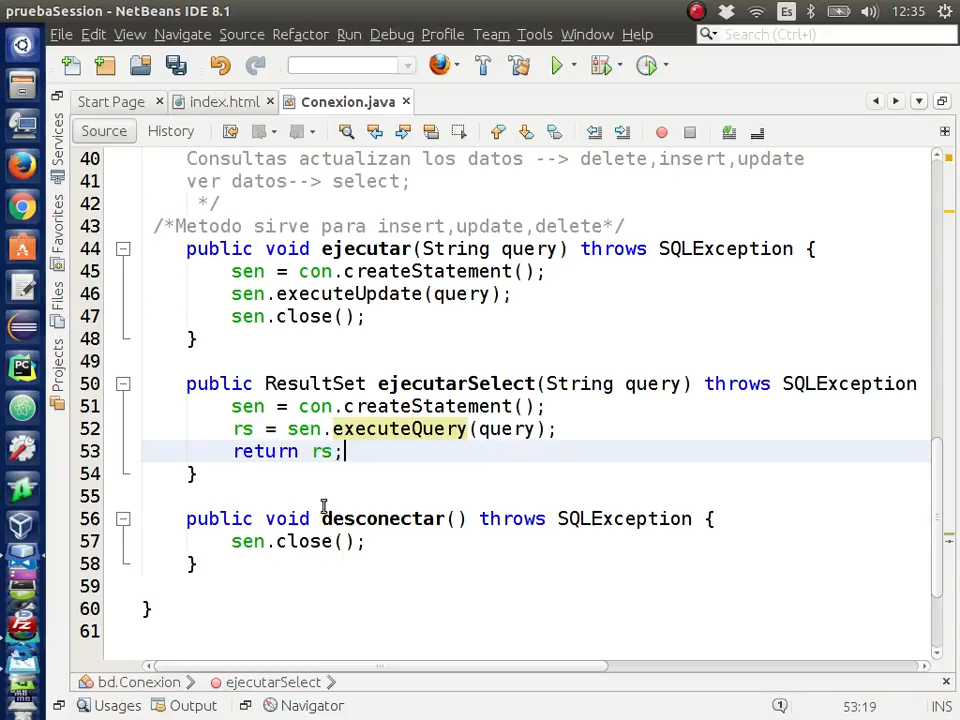 pruebaSession - NetBeans IDE 8.1
Es
12:35
File Edit View Navigate Source Refactor Run Debug Profile Team Tools Window Help
Search (Ctrl+I)
Start Page
index.html
Conexion.java
Source History
Services
Favorites
Files
Projects
40 Consultas actualizan los datos --> delete,insert,update
41 ver datos--> select;
42 */
43 /*Metodo sirve para insert,update,delete*/
44 public void ejecutar(String query) throws SQLException {
45 sen = con.createStatement();
46 sen.executeUpdate(query);
47 sen.close();
48 }
49
50 public ResultSet ejecutarSelect(String query) throws SQLException
51 sen = con.createStatement();
52 rs = sen.executeQuery(query);
53 return rs;
54 }
55
56 public void desconectar() throws SQLException {
57 sen.close();
58 }
59
60 }
61
bd.Conexion
ejecutarSelect
Usages Output Navigator
1
53:19
INS